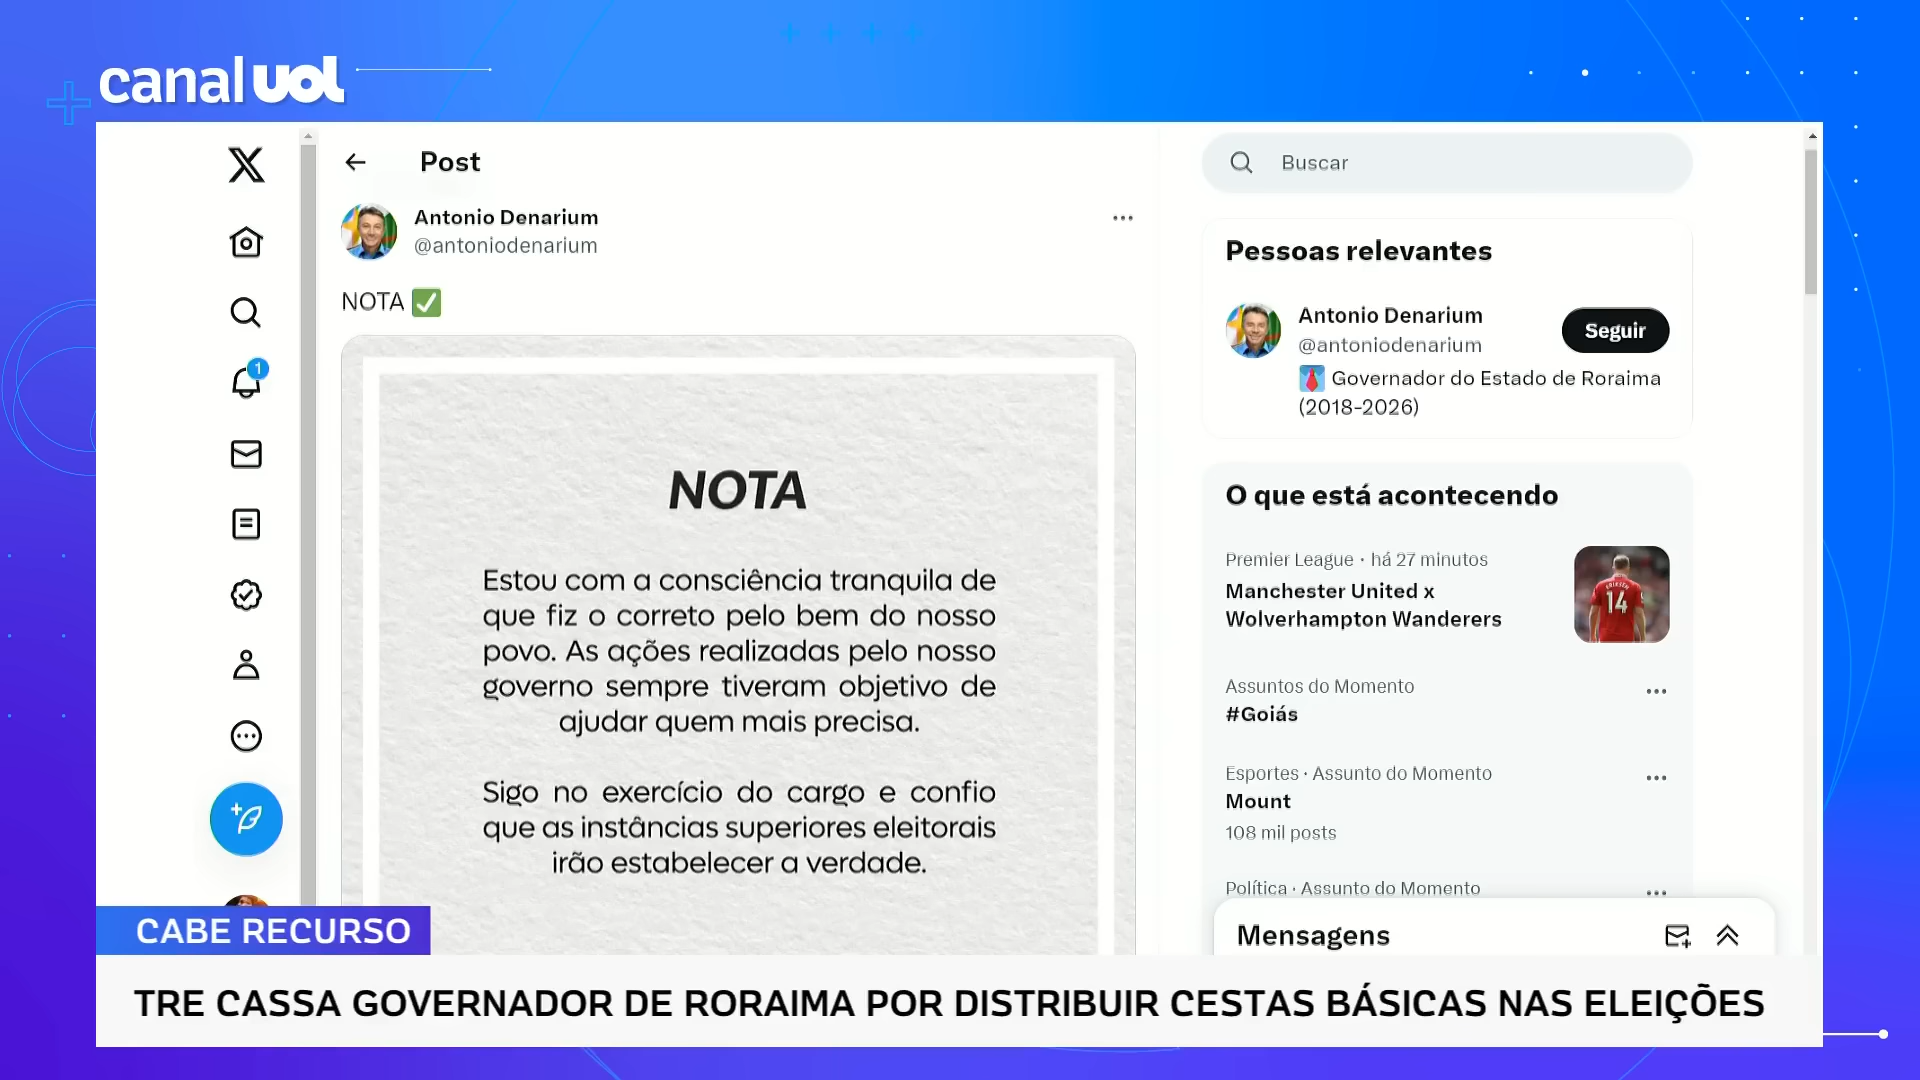 canal uol
Post
Antonio Denarium
@antoniodenarium
NOTA ✅
NOTA
Estou com a consciência tranquila de
que fiz o correto pelo bem do nosso
povo. As ações realizadas pelo nosso
governo sempre tiveram objetivo de
ajudar quem mais precisa.
Sigo no exercício do cargo e confio
que as instâncias superiores eleitorais
irão estabelecer a verdade.
1
Buscar
Pessoas relevantes
Antonio Denarium
@antoniodenarium
Seguir
Governador do Estado de Roraima
(2018-2026)
O que está acontecendo
Premier League · há 27 minutos
Manchester United x
Wolverhampton Wanderers
ERIKSEN
14
Assuntos do Momento
#Goiás
Esportes · Assunto do Momento
Mount
108 mil posts
Política · Assunto do Momento
Mensagens
CABE RECURSO
TRE CASSA GOVERNADOR DE RORAIMA POR DISTRIBUIR CESTAS BÁSICAS NAS ELEIÇÕES